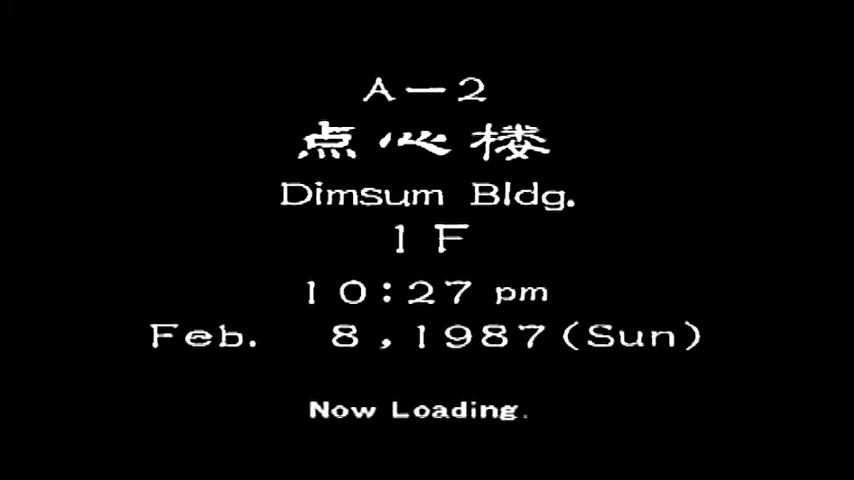 A-2
点心楼
Dimsum Bldg.
1F
10:27 pm
Feb. 8,1987(Sun)
Now Loading.